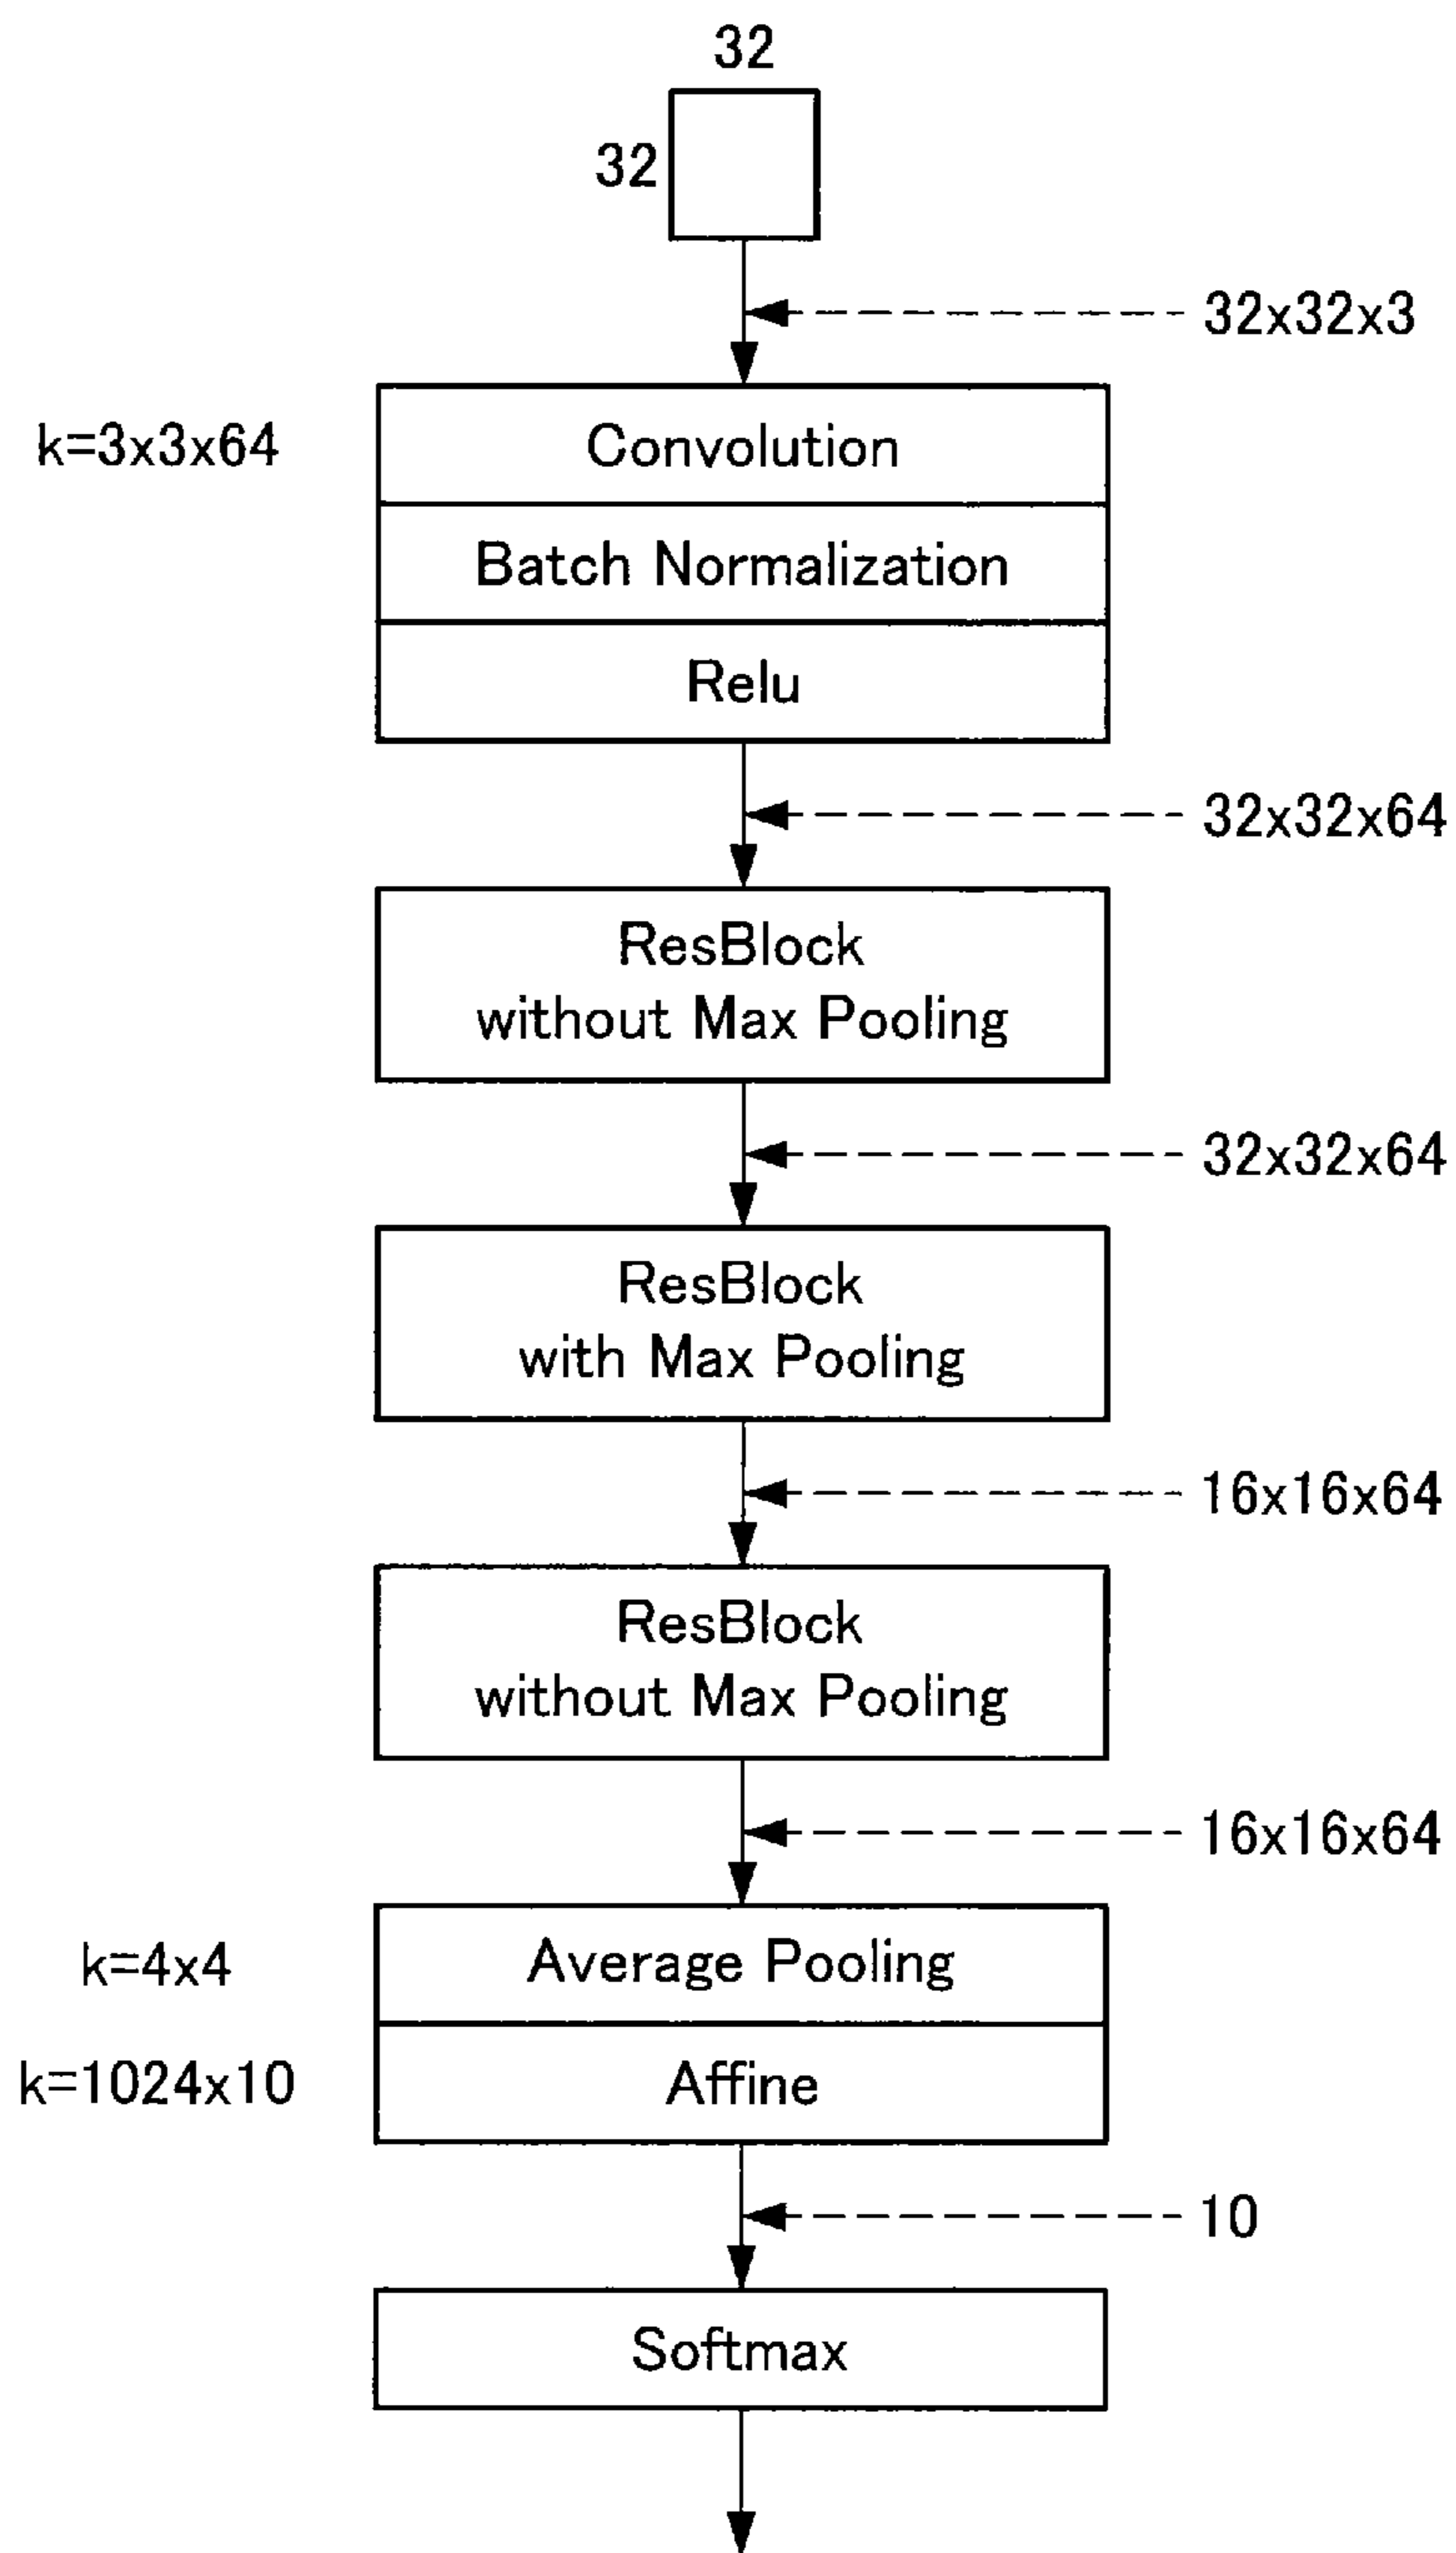 32
32
32x32x3
k=3x3x64
Convolution
Batch Normalization
Relu
32x32x64
ResBlock
without Max Pooling
32x32x64
ResBlock
with Max Pooling
16x16x64
ResBlock
without Max Pooling
16x16x64
k=4x4
Average Pooling
k=1024x10
Affine
10
Softmax